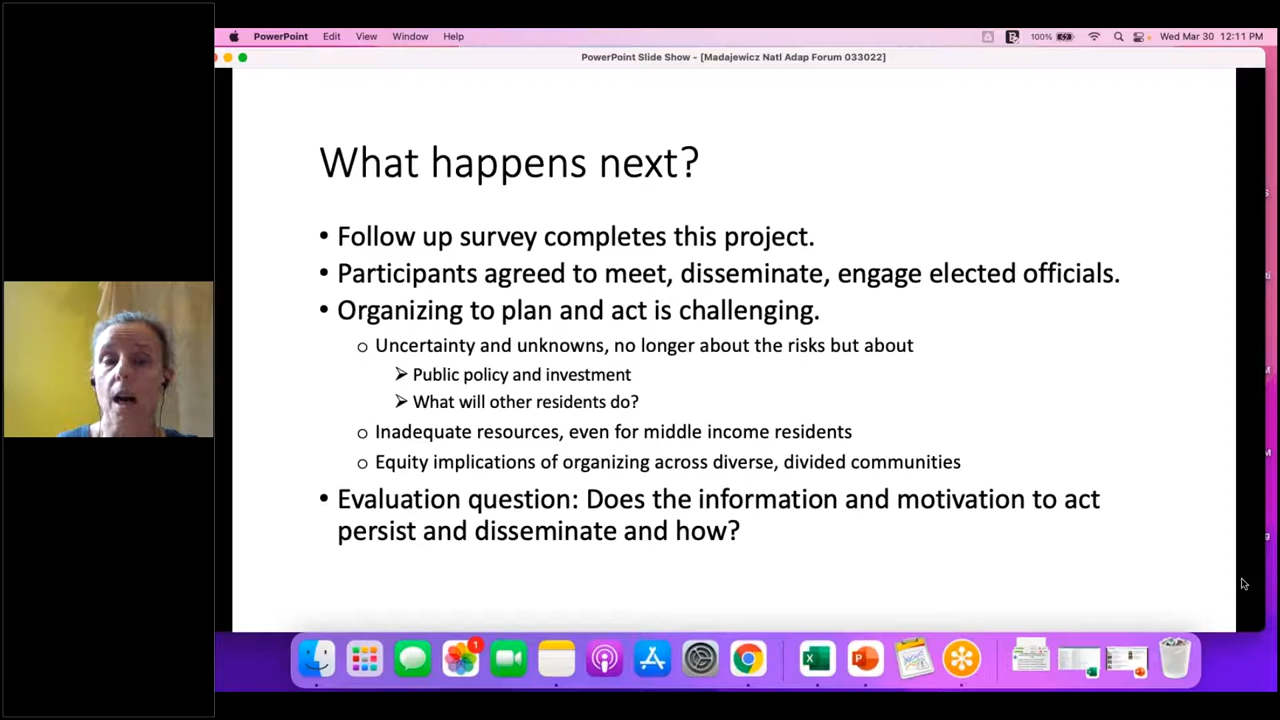 PowerPoint Edit View Window Help 100% Wed Mar 30 12:11 PM
PowerPoint Slide Show - [Madajewicz Natl Adap Forum 033022]
What happens next?
• Follow up survey completes this project.
• Participants agreed to meet, disseminate, engage elected officials.
• Organizing to plan and act is challenging.
o Uncertainty and unknowns, no longer about the risks but about
➢ Public policy and investment
➢ What will other residents do?
o Inadequate resources, even for middle income residents
o Equity implications of organizing across diverse, divided communities
• Evaluation question: Does the information and motivation to act
persist and disseminate and how?
1